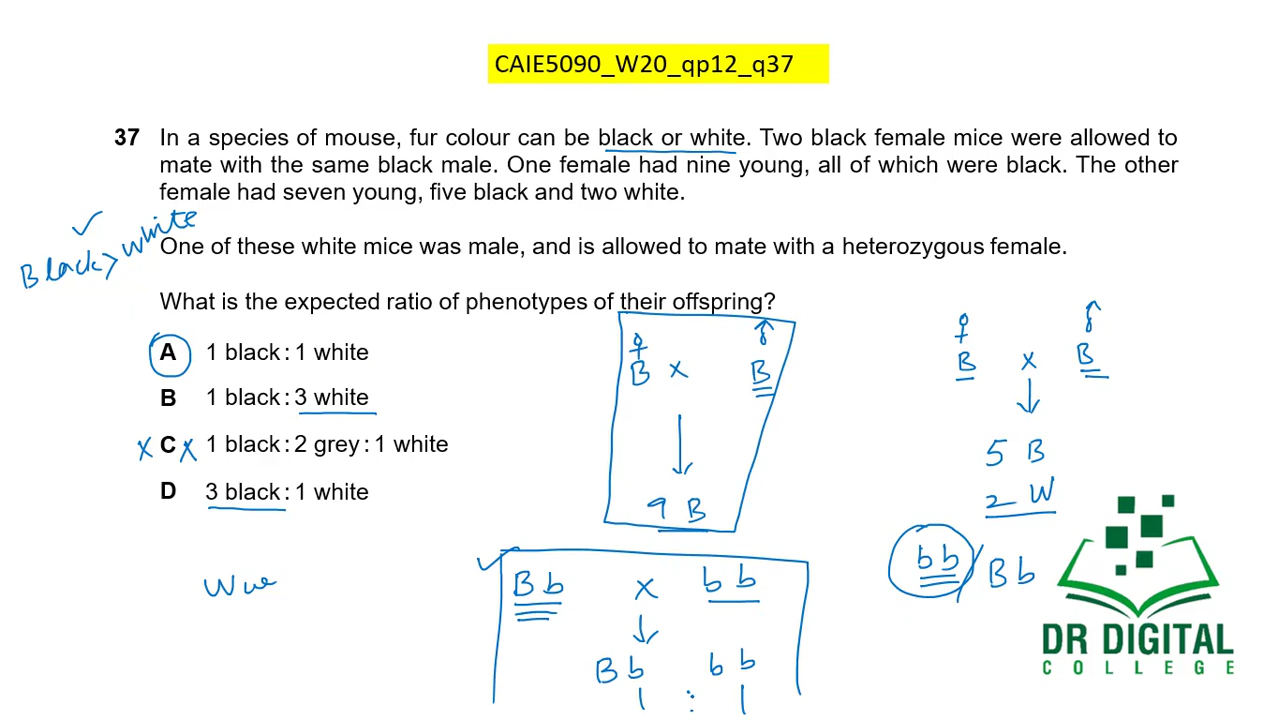 CAIE5090_W20_qp12_q37
37 In a species of mouse, fur colour can be black or white. Two black female mice were allowed to
mate with the same black male. One female had nine young, all of which were black. The other
female had seven young, five black and two white.
Black > white
One of these white mice was male, and is allowed to mate with a heterozygous female.
What is the expected ratio of phenotypes of their offspring?
A 1 black : 1 white
B 1 black : 3 white
x C x 1 black : 2 grey : 1 white
D 3 black : 1 white
♀ ♂
B x B
9 B
♀ ♂
B x B
5 B
2 W
bb / Bb
Bb x bb
Bb bb
1 : 1
DR DIGITAL
COLLEGE